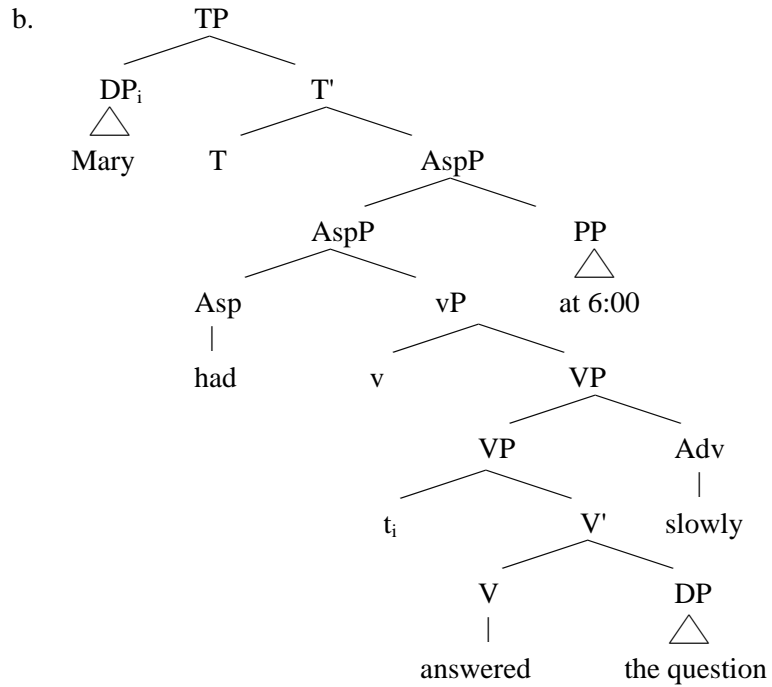 b. TP
DPi T'
Mary T AspP
AspP PP
Asp vP at 6:00
had v VP
VP Adv
ti V' slowly
V DP
answered the question